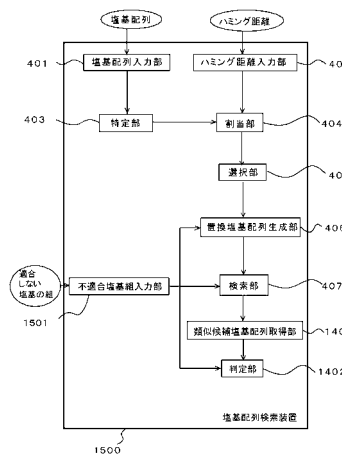 塩基配列
ハミング距離
401
塩基配列入力部
ハミング距離入力部
403
特定部
割当部
404
選択部
置換塩基配列生成部
406
適合
しない
塩基の組
不適合塩基組入力部
検索部
407
1501
類似候補塩基配列取得部
判定部
1402
塩基配列検索装置
1500